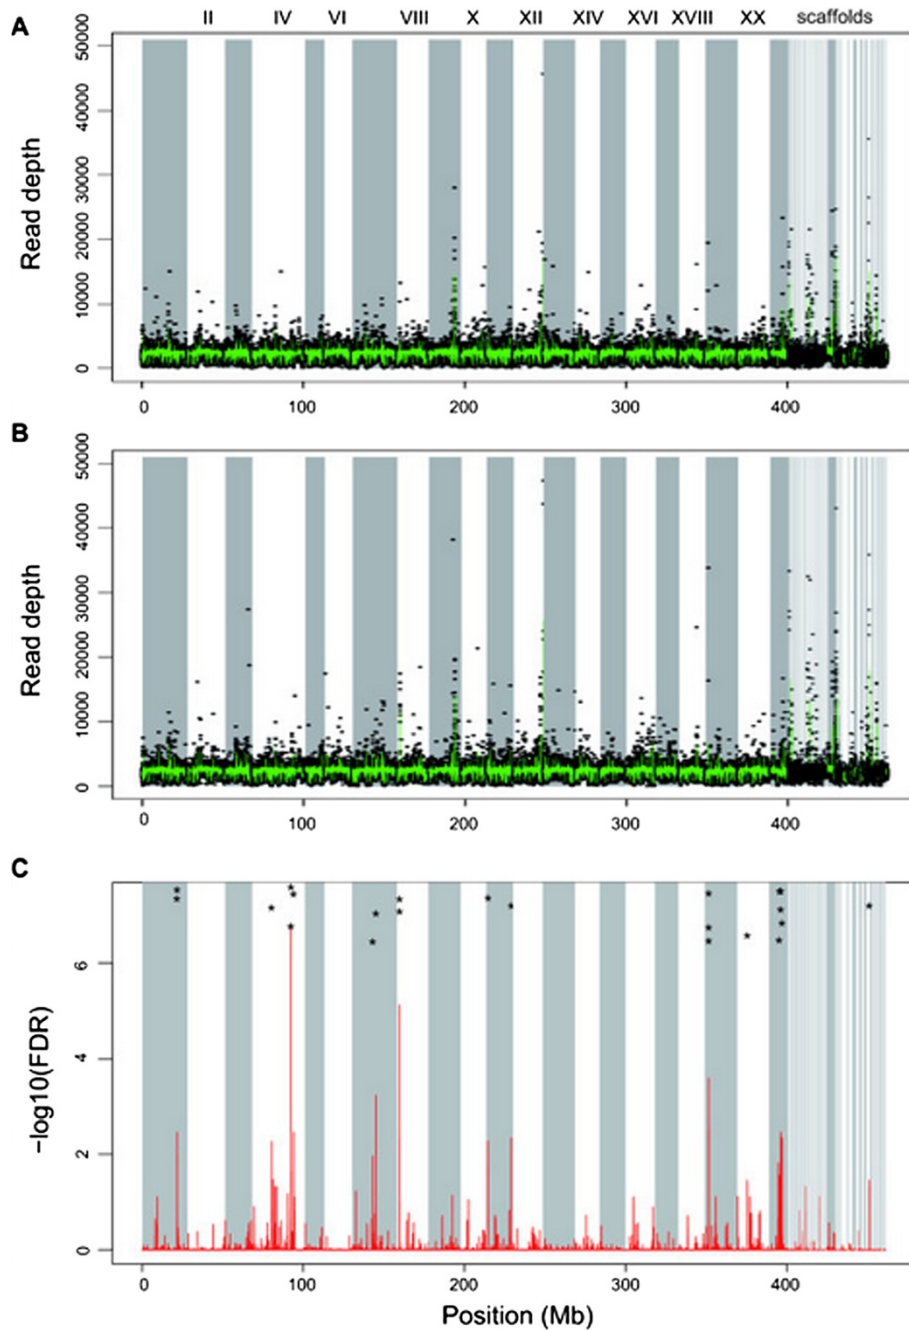 A
II IV VI VIII X XII XIV XVI XVIII XX scaffolds
50000
40000
30000
20000
10000
0
Read depth
0 100 200 300 400
B
50000
40000
30000
20000
10000
0
Read depth
0 100 200 300 400
C
6
4
2
0
−log10(FDR)
0 100 200 300 400
Position (Mb)